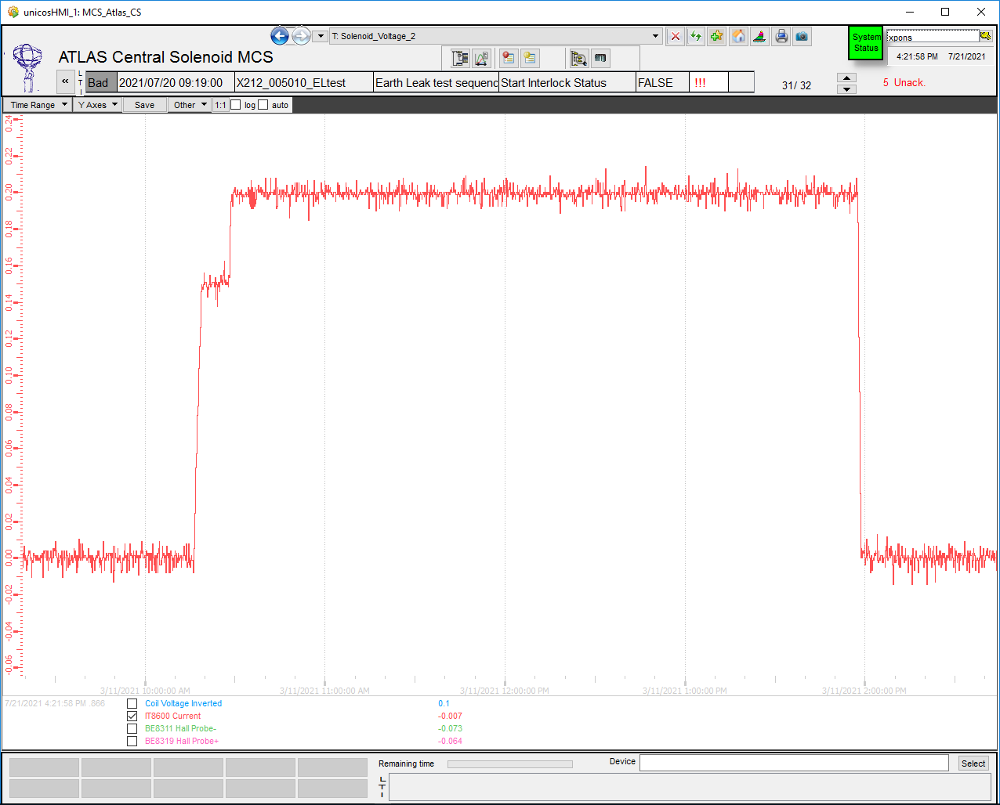 unicosHMI_1: MCS_Atlas_CS
T: Solenoid_Voltage_2
System Status
xpons
ATLAS Central Solenoid MCS
4:21:58 PM 7/21/2021
«
L
T
I
Bad 2021/07/20 09:19:00 X212_005010_ELtest Earth Leak test sequenc Start Interlock Status FALSE !!! 31/ 32 5 Unack.
Time Range Y Axes Save Other 1:1 log auto
0.24
0.22
0.20
0.18
0.16
0.14
0.12
0.10
0.08
0.06
0.04
0.02
0.00
-0.02
-0.04
-0.06
3/11/2021 10:00:00 AM 3/11/2021 11:00:00 AM 3/11/2021 12:00:00 PM 3/11/2021 1:00:00 PM 3/11/2021 2:00:00 PM
7/21/2021 4:21:58 PM .866 Coil Voltage Inverted 0.1
IT8600 Current -0.007
BE8311 Hall Probe- -0.073
BE8319 Hall Probe+ -0.064
Remaining time Device Select
L
T
I